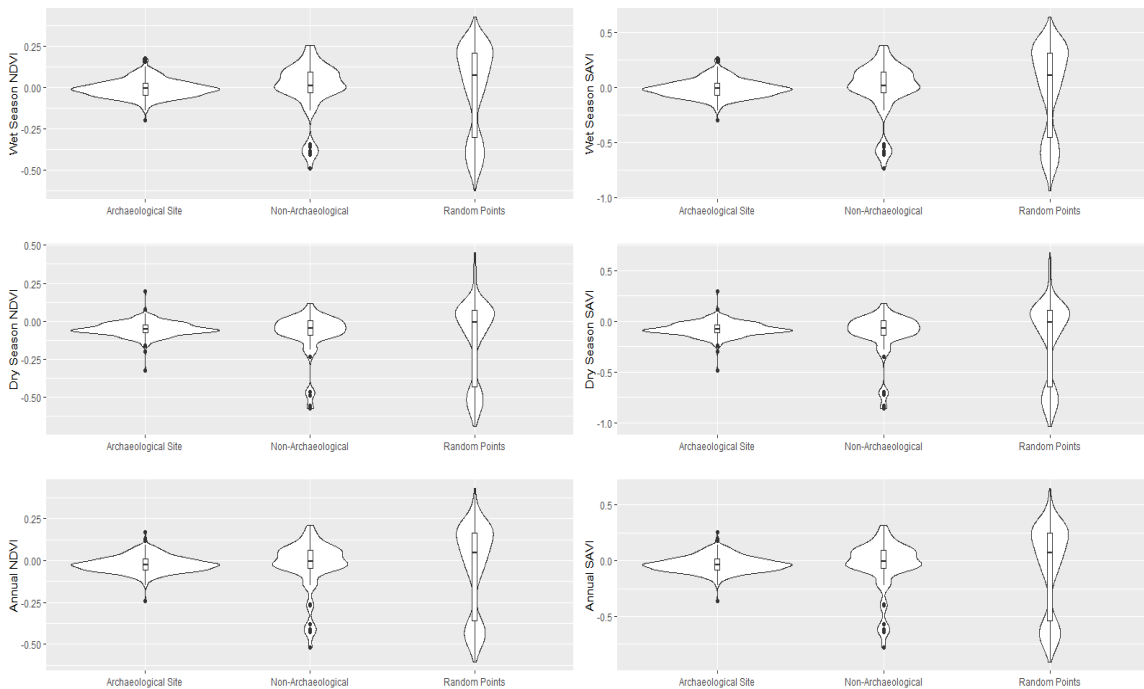 Wet Season NDVI
0.25
0.00
-0.25
-0.50
Archaeological Site
Non-Archaeological
Random Points
Wet Season SAVI
0.5
0.0
-0.5
-1.0
Archaeological Site
Non-Archaeological
Random Points
Dry Season NDVI
0.50
0.25
0.00
-0.25
-0.50
Archaeological Site
Non-Archaeological
Random Points
Dry Season SAVI
0.5
0.0
-0.5
-1.0
Archaeological Site
Non-Archaeological
Random Points
Annual NDVI
0.25
0.00
-0.25
-0.50
Archaeological Site
Non-Archaeological
Random Points
Annual SAVI
0.5
0.0
-0.5
Archaeological Site
Non-Archaeological
Random Points